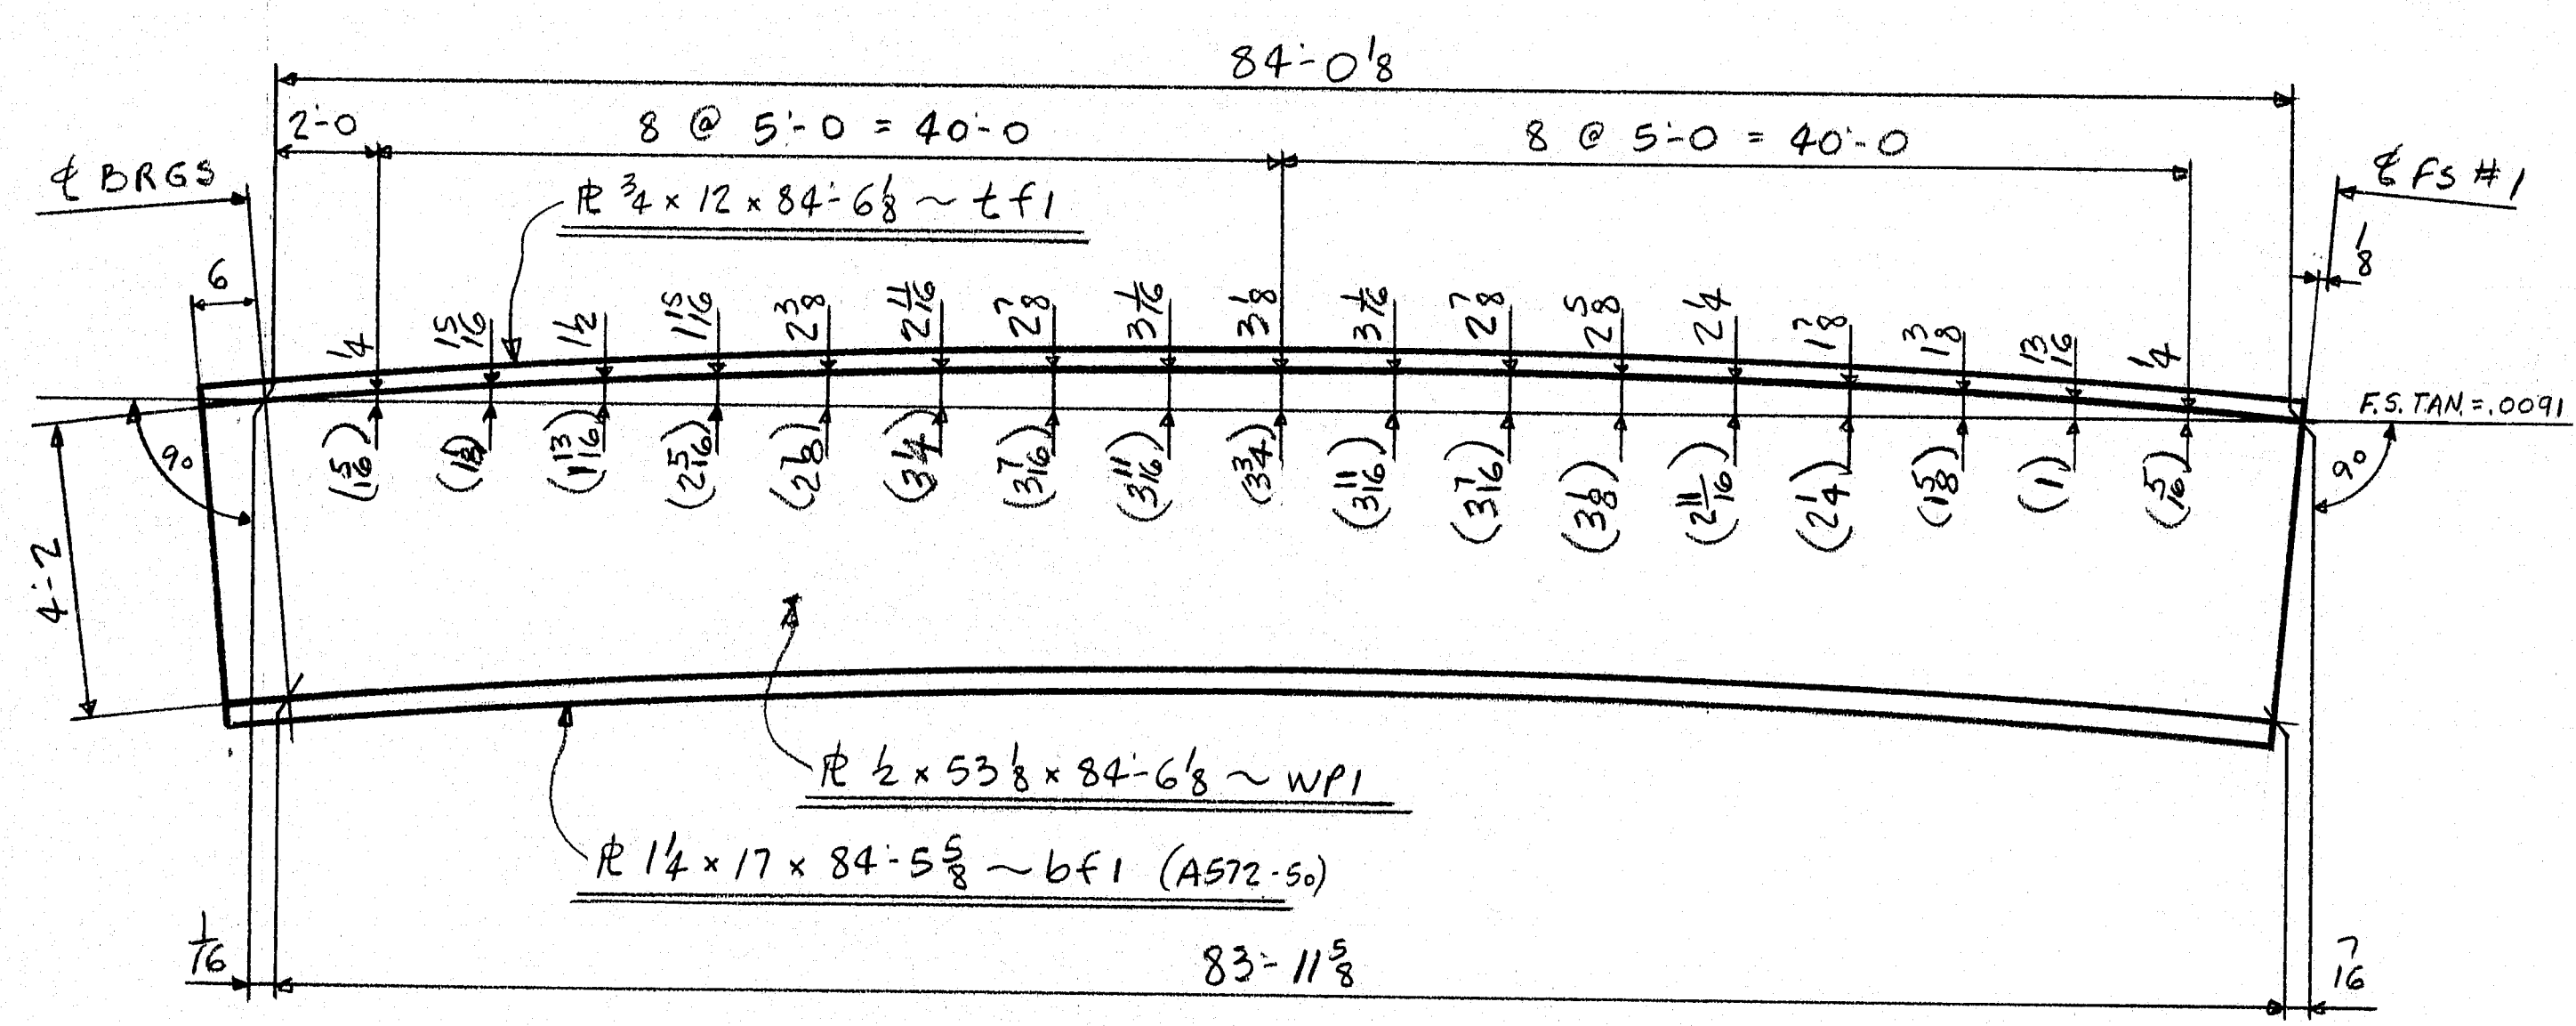 84'-0 1/8
2'-0
8 @ 5'-0 = 40'-0
8 @ 5'-0 = 40'-0
℄ BRGS
℄ FS #1
℄ 3/4 x 12 x 84'-6 1/8 ~ tf1
6
1/8
1/4 15/16 1 1/2 1 15/16 2 3/8 2 11/16 2 7/8 3 1/16 3 1/8 3 1/16 2 7/8 2 5/8 2 1/4 1 7/8 1 3/8 13/16 1/4
F.S. TAN. = .0091
(5/16) (1 1/8) (1 13/16) (2 5/16) (2 7/8) (3 1/4) (3 7/16) (3 11/16) (3 3/4) (3 11/16) (3 7/16) (3 1/8) (2 11/16) (2 1/4) (1 5/8) (1) (5/16)
90
90
4'-2
℄ 1/2 x 53 1/8 x 84'-6 1/8 ~ WP1
℄ 1 1/4 x 17 x 84'-5 5/8 ~ bf1 (A572-50)
1/16
83'-11 5/8
7/16